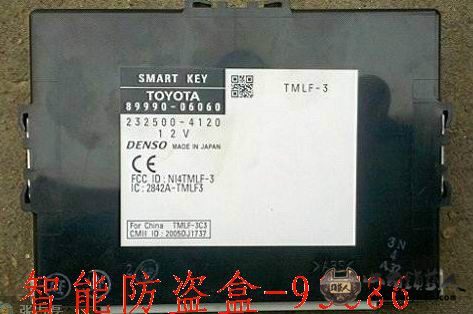 SMART KEY
TOYOTA
89990-06060
232500-4120
12V
DENSO MADE IN JAPAN
CE
FCC ID : NI4TMLF-3
IC : 2842A-TMLF3
For China TMLF-3C3
CMII ID : 2005DJ1737
TMLF-3
智能防盗盒-93C86